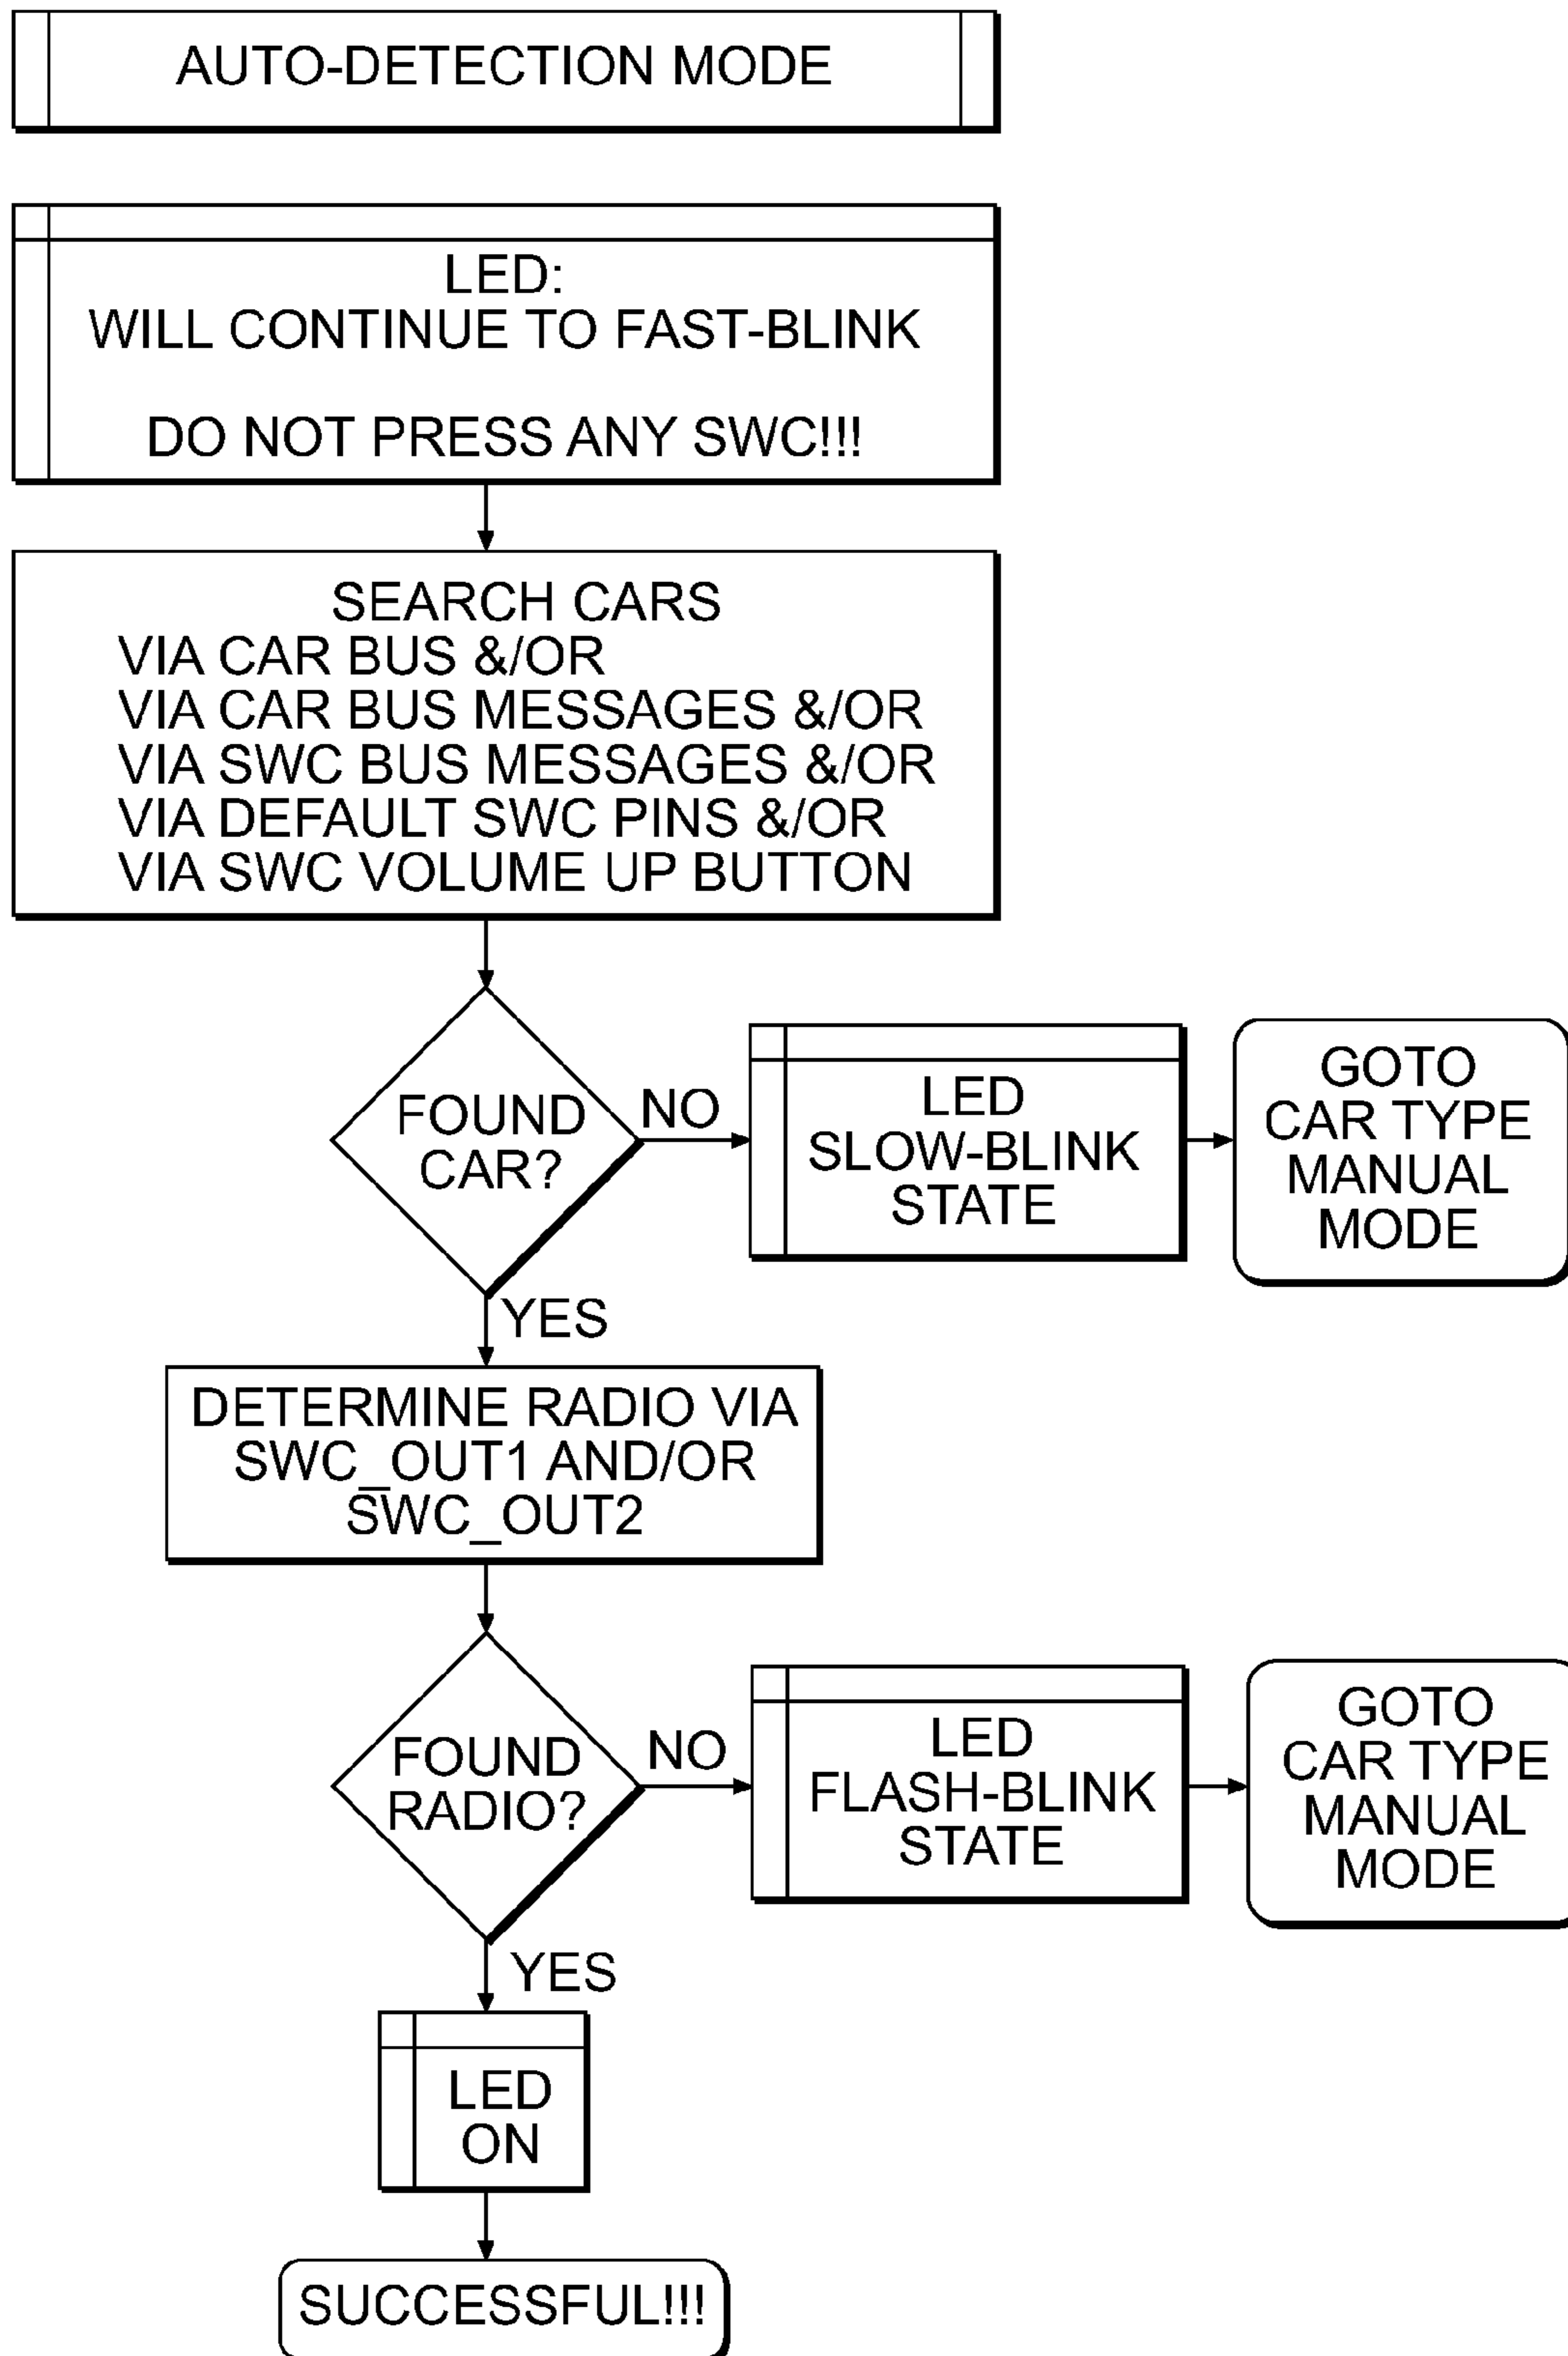 AUTO-DETECTION MODE
LED:
WILL CONTINUE TO FAST-BLINK
DO NOT PRESS ANY SWC!!!
SEARCH CARS
VIA CAR BUS &/OR
VIA CAR BUS MESSAGES &/OR
VIA SWC BUS MESSAGES &/OR
VIA DEFAULT SWC PINS &/OR
VIA SWC VOLUME UP BUTTON
FOUND
CAR?
NO
LED
SLOW-BLINK
STATE
GOTO
CAR TYPE
MANUAL
MODE
YES
DETERMINE RADIO VIA
SWC_OUT1 AND/OR
SWC_OUT2
FOUND
RADIO?
NO
LED
FLASH-BLINK
STATE
GOTO
CAR TYPE
MANUAL
MODE
YES
LED
ON
SUCCESSFUL!!!